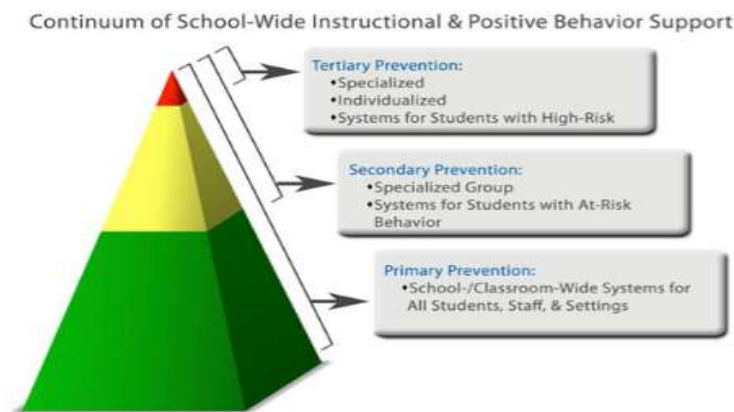 Continuum of School-Wide Instructional & Positive Behavior Support
Tertiary Prevention:
•Specialized
•Individualized
•Systems for Students with High-Risk
Secondary Prevention:
•Specialized Group
•Systems for Students with At-Risk
Behavior
Primary Prevention:
•School-/Classroom-Wide Systems for
All Students, Staff, & Settings